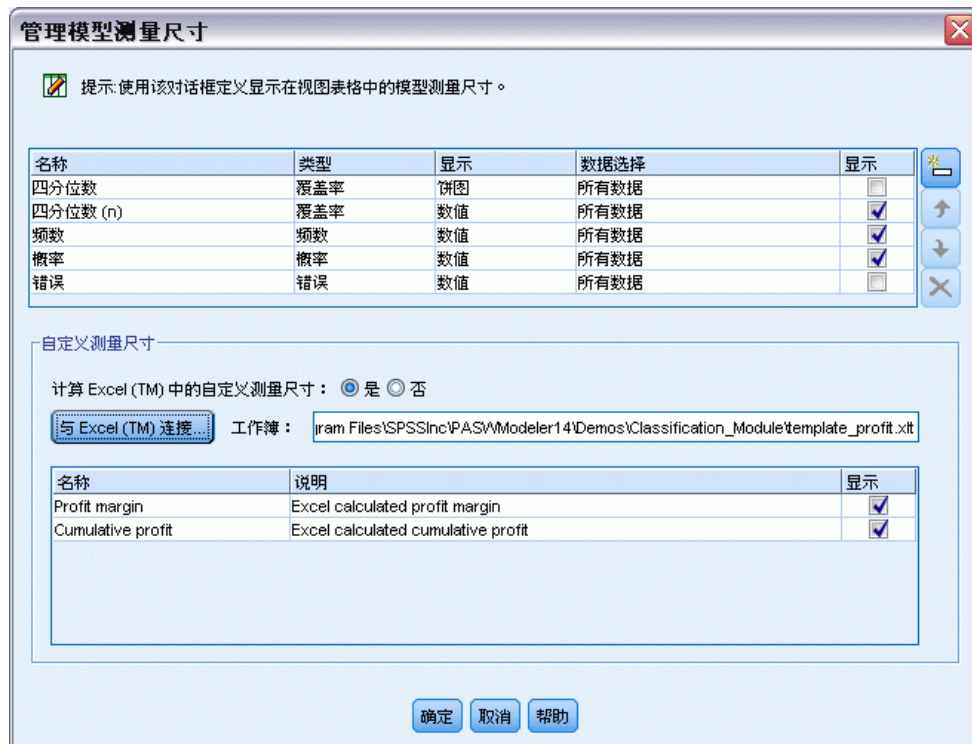 管理模型测量尺寸
提示:使用该对话框定义显示在视图表格中的模型测量尺寸。
名称 类型 显示 数据选择 显示
四分位数 覆盖率 饼图 所有数据
四分位数 (n) 覆盖率 数值 所有数据
频数 频数 数值 所有数据
概率 概率 数值 所有数据
错误 错误 数值 所有数据
自定义测量尺寸
计算 Excel (TM) 中的自定义测量尺寸： 是 否
与 Excel (TM) 连接... 工作簿： gram Files\SPSSInc\PASWModeler14\Demos\Classification_Module\template_profit.xlt
名称 说明 显示
Profit margin Excel calculated profit margin
Cumulative profit Excel calculated cumulative profit
确定 取消 帮助